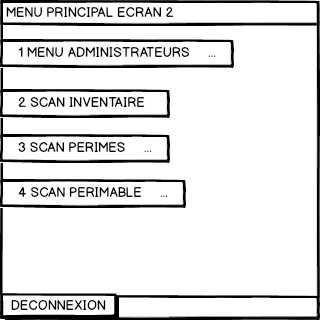 MENU PRINCIPAL ECRAN 2
1 MENU ADMINISTRATEURS ...
2 SCAN INVENTAIRE
3 SCAN PERIMES ...
4 SCAN PERIMABLE ...
DECONNEXION